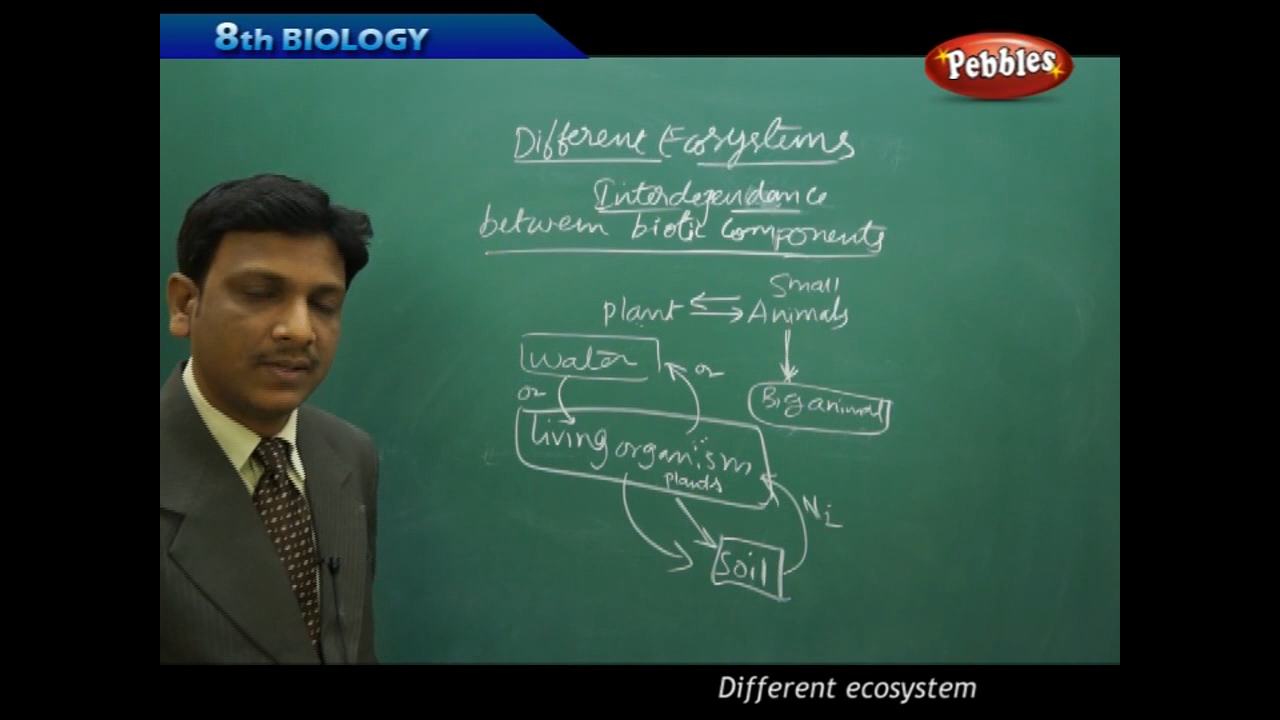 8th BIOLOGY
Pebbles
Different Ecosystems
Interdependance
between biotic components
Small
plant Animals
water
or
or
Big animal
living organism
plants
Ni
Soil
Different ecosystem